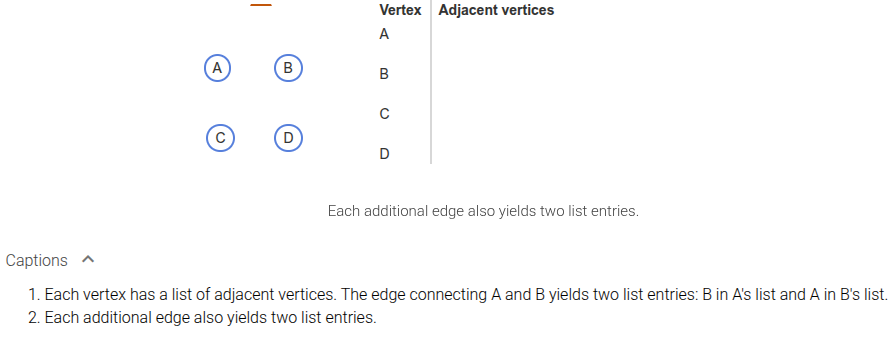 Vertex Adjacent vertices
A
A B
B
C
C D
D
Each additional edge also yields two list entries.
Captions
1. Each vertex has a list of adjacent vertices. The edge connecting A and B yields two list entries: B in A's list and A in B's list.
2. Each additional edge also yields two list entries.